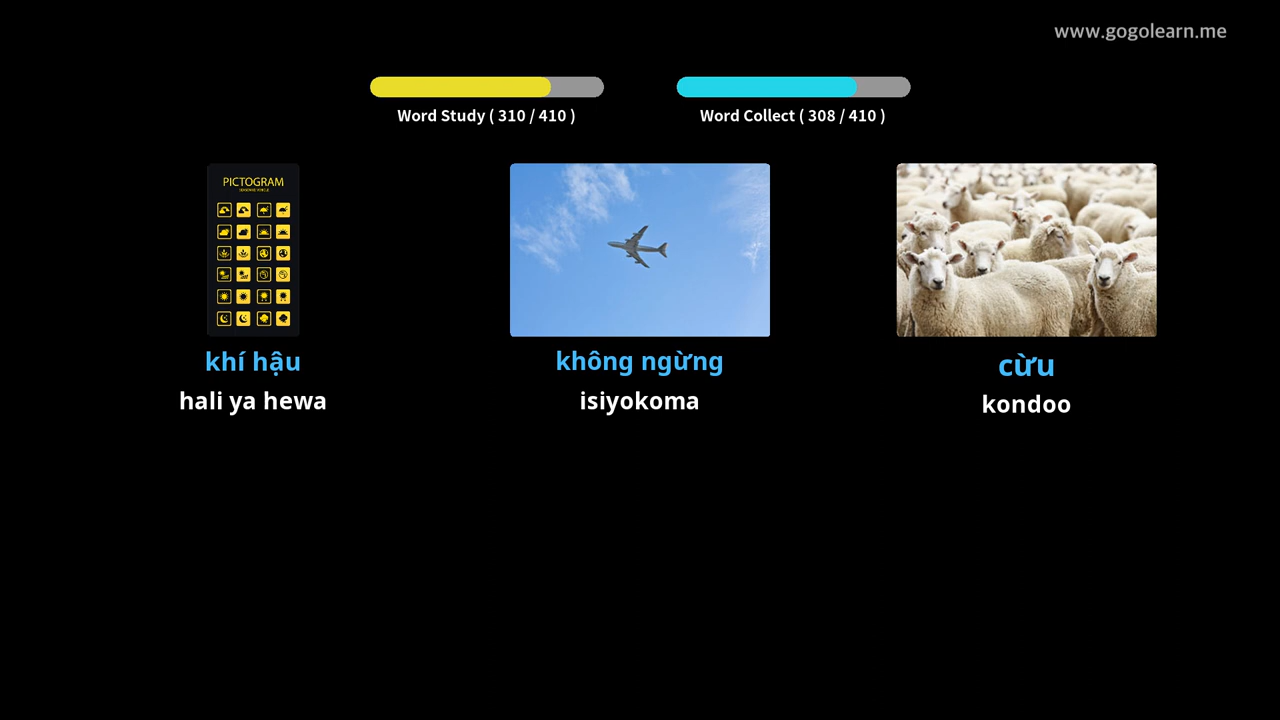 www.gogolearn.me
Word Study ( 310 / 410 )
Word Collect ( 308 / 410 )
PICTOGRAM
khí hậu
không ngừng
cừu
hali ya hewa
isiyokoma
kondoo